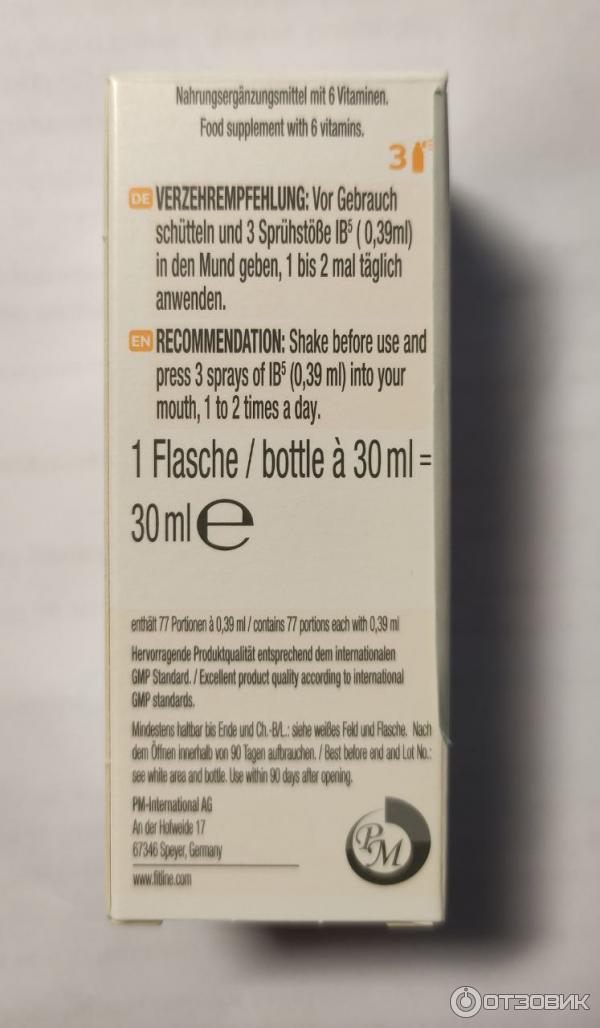 Nahrungsergänzungsmittel mit 6 Vitaminen.
Food supplement with 6 vitamins.
3
DE VERZEHREMPFEHLUNG: Vor Gebrauch
schütteln und 3 Sprühstöße IB⁵ ( 0,39ml)
in den Mund geben, 1 bis 2 mal täglich
anwenden.
EN RECOMMENDATION: Shake before use and
press 3 sprays of IB⁵ (0,39 ml) into your
mouth, 1 to 2 times a day.
1 Flasche / bottle à 30 ml =
30 ml e
enthält 77 Portionen à 0,39 ml / contains 77 portions each with 0,39 ml
Hervorragende Produktqualität entsprechend dem internationalen
GMP Standard. / Excellent product quality according to international
GMP standards.
Mindestens haltbar bis Ende und Ch.-B/L.: siehe weißes Feld und Flasche. Nach
dem Öffnen innerhalb von 90 Tagen aufbrauchen. / Best before end and Lot No.:
see white area and bottle. Use within 90 days after opening.
PM-International AG
An der Hofweide 17
67346 Speyer, Germany
www.fitline.com
PM
ОТЗОВИК